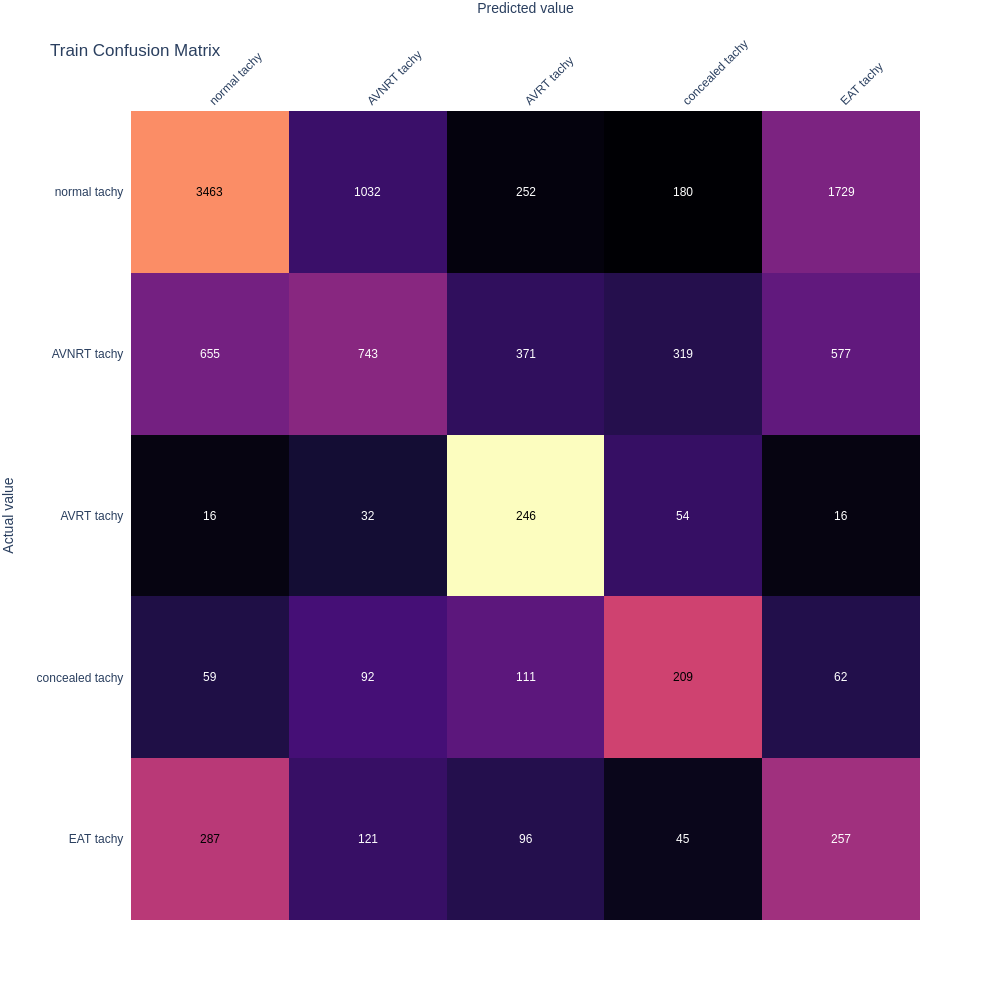 Predicted value
Train Confusion Matrix
normal tachy
AVNRT tachy
AVRT tachy
concealed tachy
EAT tachy
normal tachy 3463 1032 252 180 1729
AVNRT tachy 655 743 371 319 577
Actual value
AVRT tachy 16 32 246 54 16
concealed tachy 59 92 111 209 62
EAT tachy 287 121 96 45 257